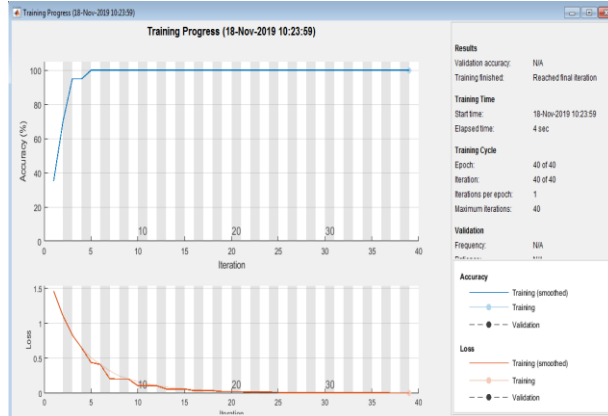 Training Progress (18-Nov-2019 10:23:59)
Training Progress (18-Nov-2019 10:23:59)
Accuracy (%)
100
80
60
40
20
0
10
20
30
0
5
10
15
20
25
30
35
40
Iteration
Loss
1.5
1
0.5
0
10
20
30
0
5
10
15
20
25
30
35
40
Iteration
Results
Validation accuracy: N/A
Training finished: Reached final iteration
Training Time
Start time: 18-Nov-2019 10:23:59
Elapsed time: 4 sec
Training Cycle
Epoch: 40 of 40
Iteration: 40 of 40
Iterations per epoch: 1
Maximum iterations: 40
Validation
Frequency: N/A
Accuracy
Training (smoothed)
Training
Validation
Loss
Training (smoothed)
Training
Validation